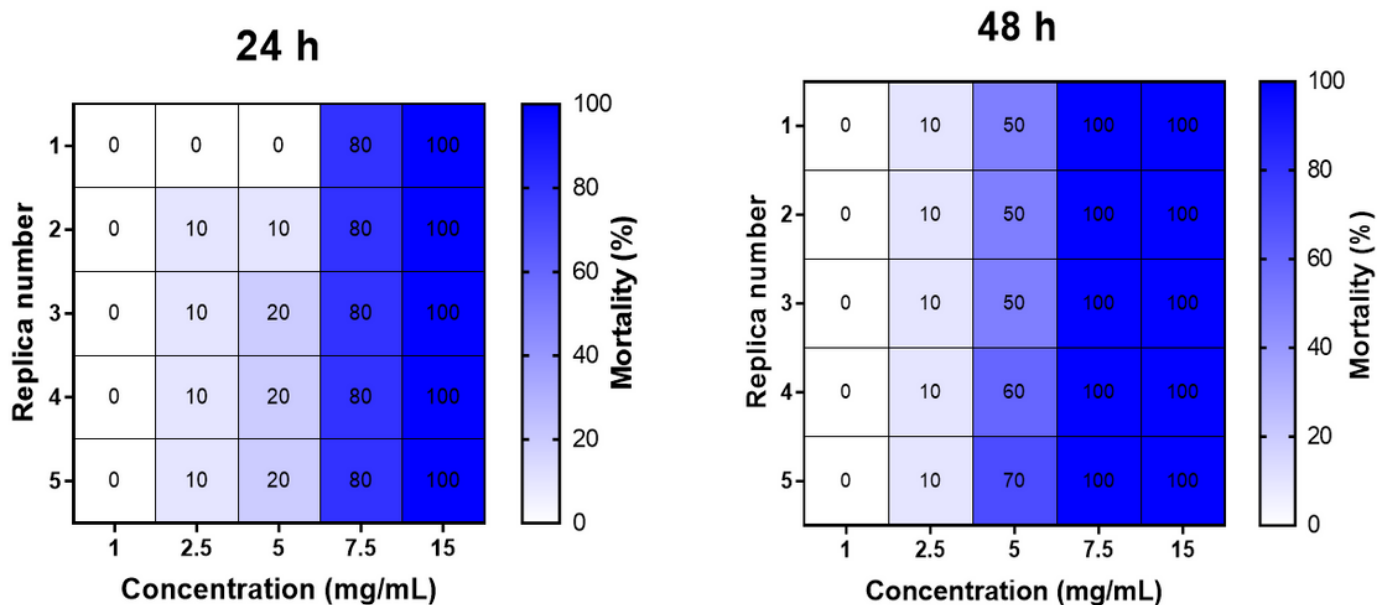 24 h
1 0 0 0 80 100
2 0 10 10 80 100
3 0 10 20 80 100
4 0 10 20 80 100
5 0 10 20 80 100
1 2.5 5 7.5 15
Replica number
Concentration (mg/mL)
100
80
60
40
20
0
Mortality (%)
48 h
1 0 10 50 100 100
2 0 10 50 100 100
3 0 10 50 100 100
4 0 10 60 100 100
5 0 10 70 100 100
1 2.5 5 7.5 15
Replica number
Concentration (mg/mL)
100
80
60
40
20
0
Mortality (%)